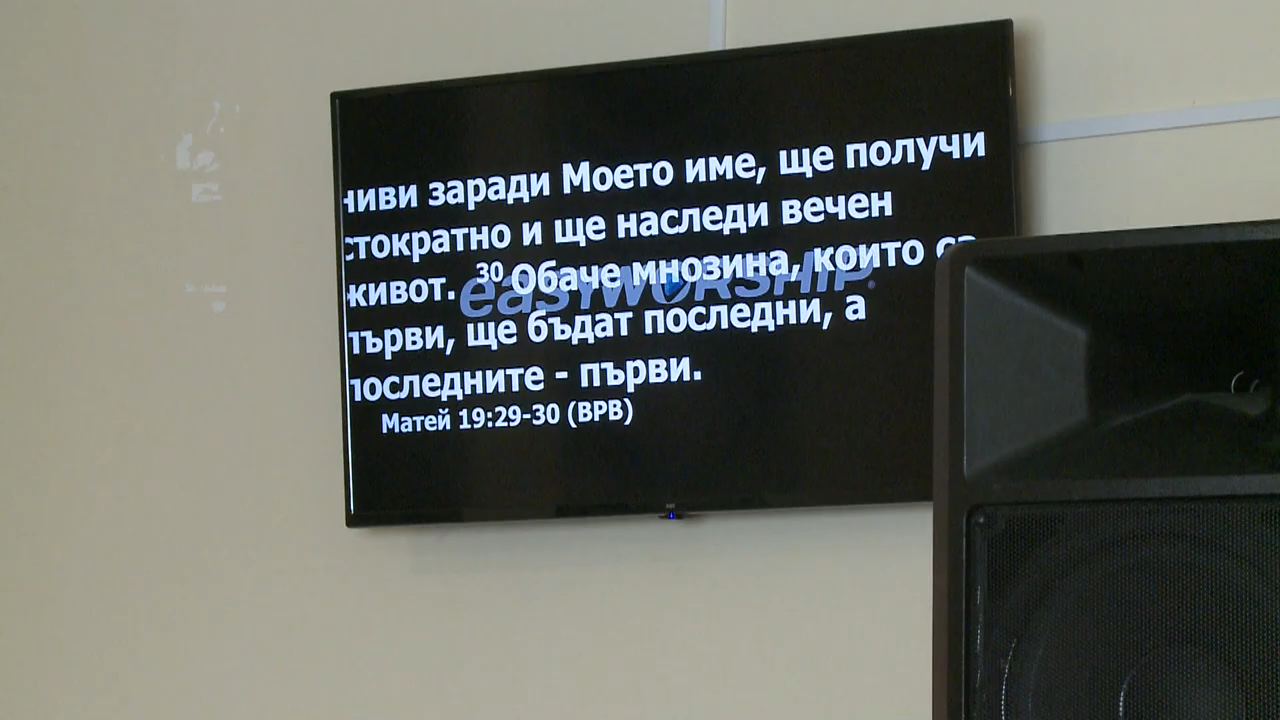 ниви заради Моето име, ще получи
стократно и ще наследи вечен
живот. 30 Обаче мнозина, които са
първи, ще бъдат последни, а
последните - първи.
Матей 19:29-30 (ВРВ)
easyworship